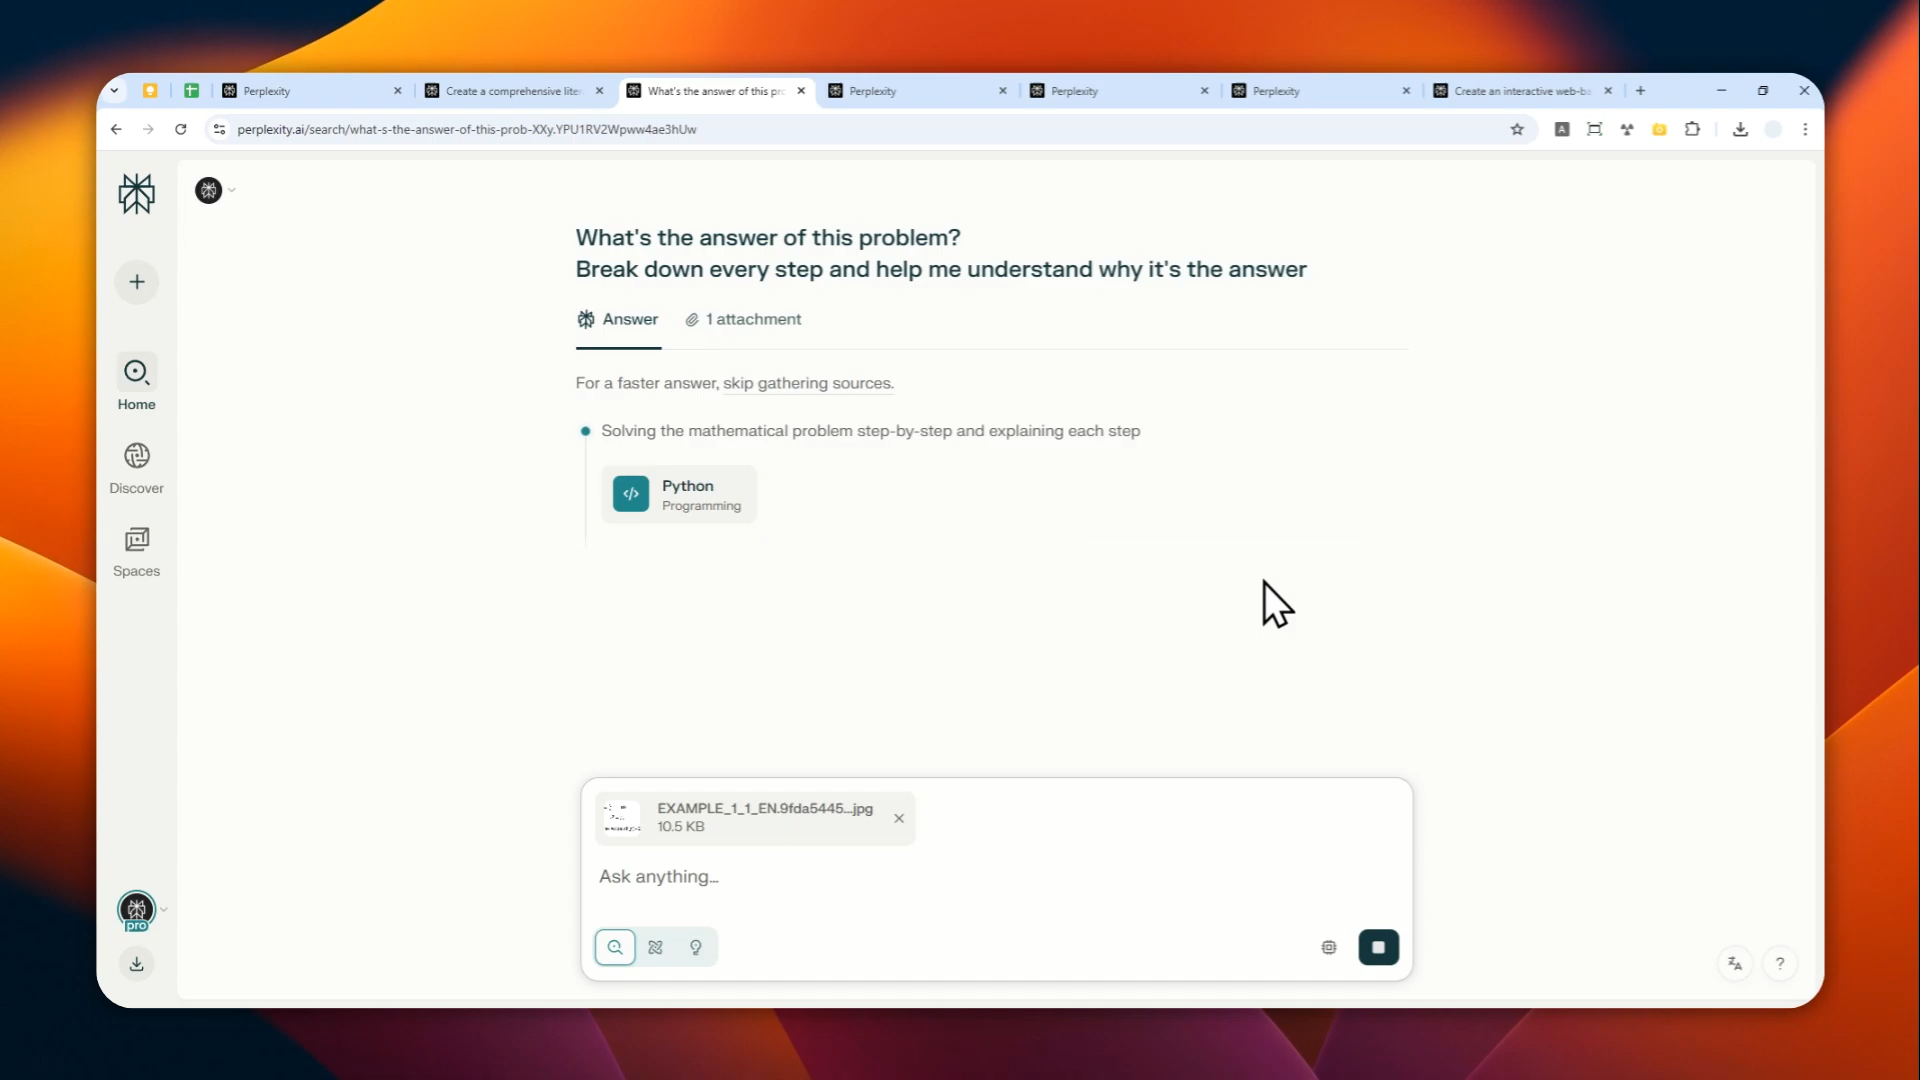 Perplexity
Create a comprehensive liter
What's the answer of this pro
Perplexity
Perplexity
Perplexity
Create an interactive web-ba
perplexity.ai/search/what-s-the-answer-of-this-prob-XXy.YPU1RV2Wpww4ae3hUw
A
What's the answer of this problem?
Break down every step and help me understand why it's the answer
Answer
1 attachment
For a faster answer, skip gathering sources.
Solving the mathematical problem step-by-step and explaining each step
</>
Python
Programming
Home
Discover
Spaces
pro
EXAMPLE_1_1_EN.9fda5445...jpg
10.5 KB
Ask anything...
?